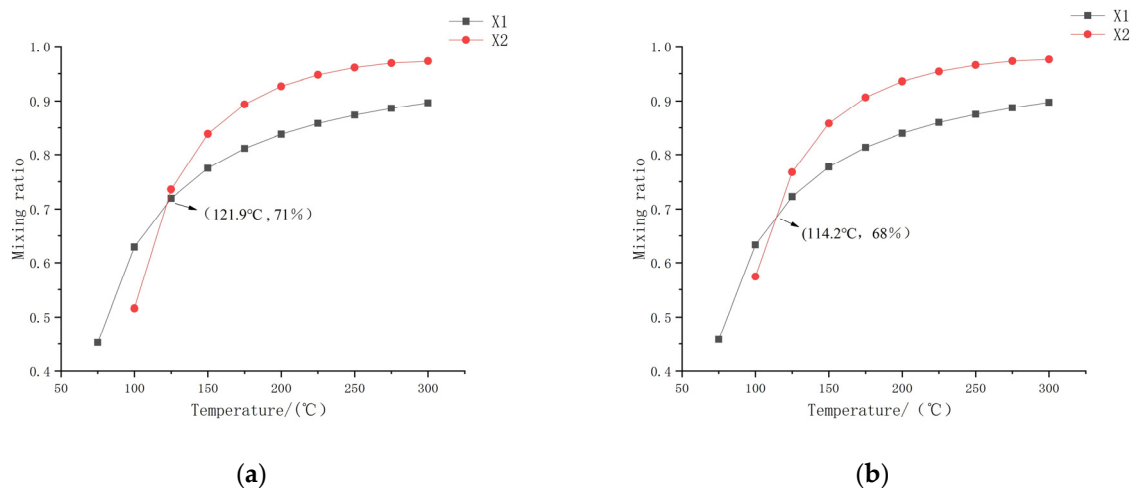 X1
X2
1.0
0.9
0.8
0.7
0.6
0.5
0.4
Mixing ratio
(121.9℃, 71%)
50
100
150
200
250
300
Temperature/(℃)
(a)
X1
X2
1.0
0.9
0.8
0.7
0.6
0.5
0.4
Mixing ratio
(114.2℃, 68%)
50
100
150
200
250
300
Temperature/(℃)
(b)